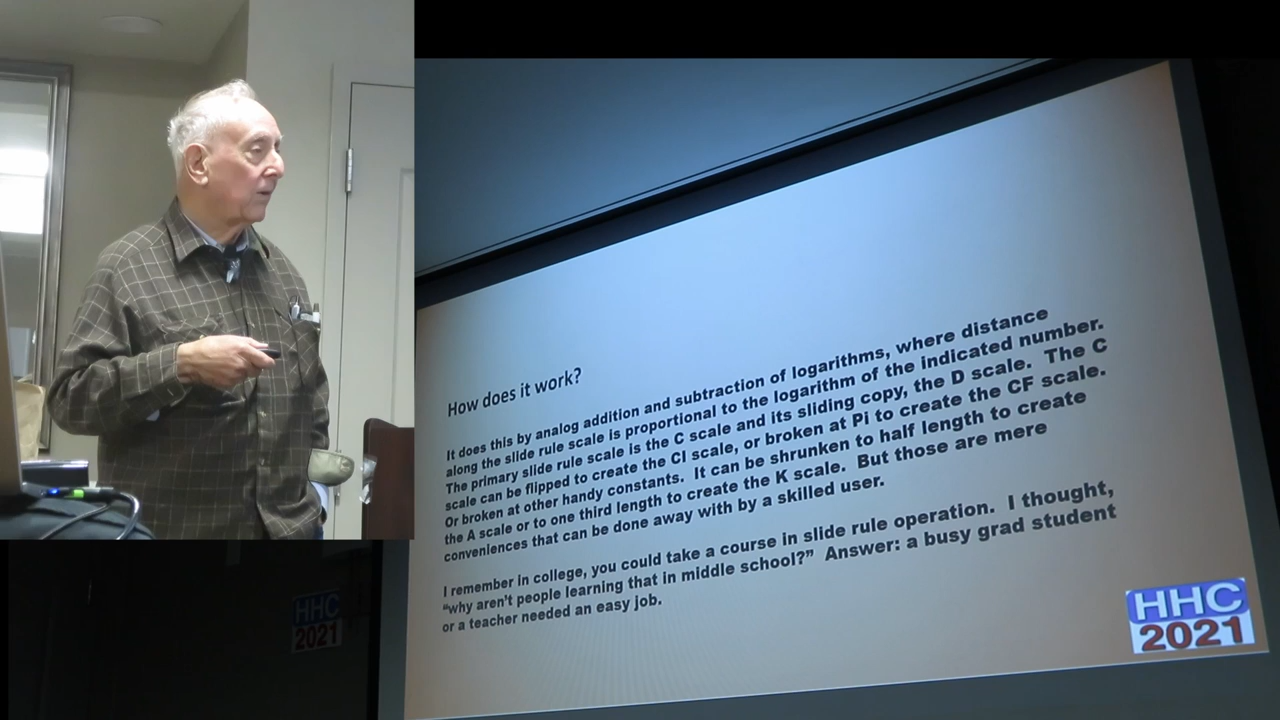 How does it work?
It does this by analog addition and subtraction of logarithms, where distance
along the slide rule scale is proportional to the logarithm of the indicated number.
The primary slide rule scale is the C scale and its sliding copy, the D scale.  The C
scale can be flipped to create the CI scale, or broken at Pi to create the CF scale.
Or broken at other handy constants.  It can be shrunken to half length to create
the A scale or to one third length to create the K scale.  But those are mere
conveniences that can be done away with by a skilled user.
I remember in college, you could take a course in slide rule operation.  I thought,
“why aren’t people learning that in middle school?”  Answer: a busy grad student
or a teacher needed an easy job.
HHC
2021
HHC
2021